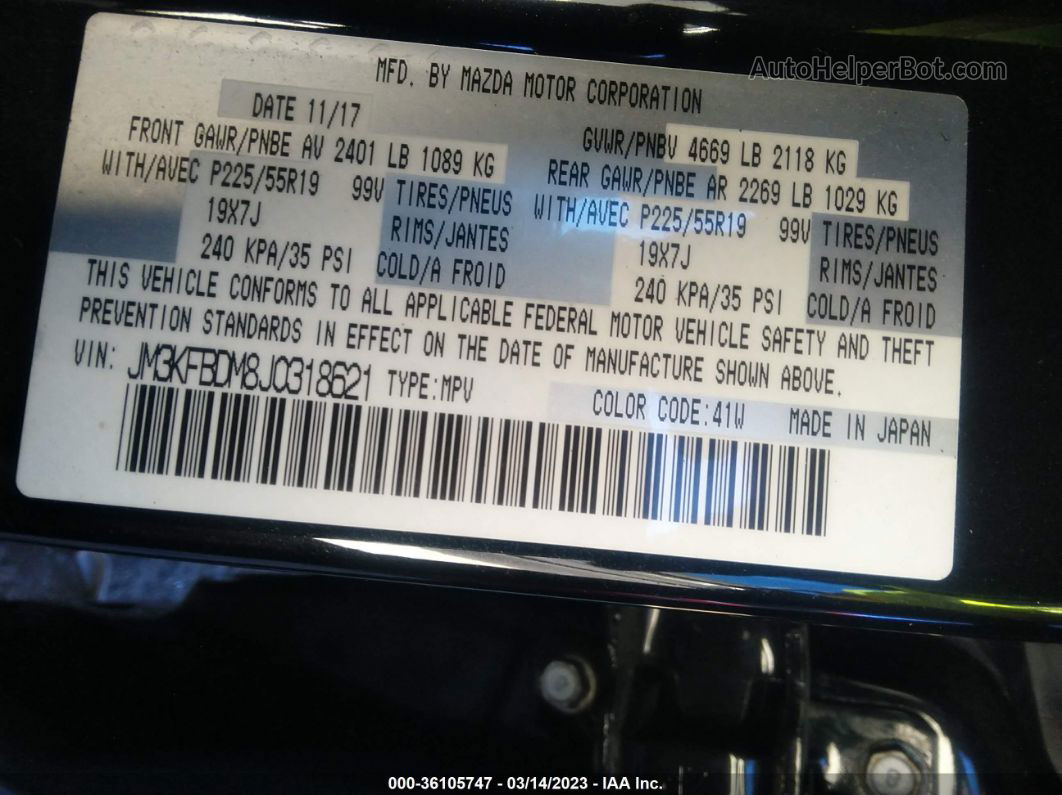 AutoHelperBot.com
MFD. BY MAZDA MOTOR CORPORATION
DATE 11/17
GVWR/PNBV 4669 LB 2118 KG
FRONT GAWR/PNBE AV 2401 LB 1089 KG
REAR GAWR/PNBE AR 2269 LB 1029 KG
WITH/AVEC P225/55R19 99V TIRES/PNEUS
WITH/AVEC P225/55R19 99V TIRES/PNEUS
19X7J RIMS/JANTES
19X7J RIMS/JANTES
240 KPA/35 PSI COLD/A FROID
240 KPA/35 PSI COLD/A FROID
THIS VEHICLE CONFORMS TO ALL APPLICABLE FEDERAL MOTOR VEHICLE SAFETY AND THEFT
PREVENTION STANDARDS IN EFFECT ON THE DATE OF MANUFACTURE SHOWN ABOVE.
VIN: JM3KFBDM8J0318621 TYPE:MPV
COLOR CODE:41W MADE IN JAPAN
000-36105747 - 03/14/2023 - IAA Inc.